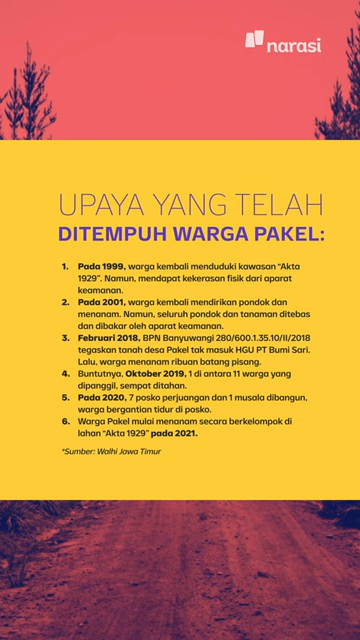 narasi
UPAYA YANG TELAH
DITEMPUH WARGA PAKEL:
1. Pada 1999, warga kembali menduduki kawasan “Akta
1929”. Namun, mendapat kekerasan fisik dari aparat
keamanan.
2. Pada 2001, warga kembali mendirikan pondok dan
menanam. Namun, seluruh pondok dan tanaman ditebas
dan dibakar oleh aparat keamanan.
3. Februari 2018, BPN Banyuwangi 280/600.1.35.10/II/2018
tegaskan tanah desa Pakel tak masuk HGU PT Bumi Sari.
Lalu, warga menanam ribuan batang pisang.
4. Buntutnya, Oktober 2019, 1 di antara 11 warga yang
dipanggil, sempat ditahan.
5. Pada 2020, 7 posko perjuangan dan 1 musala dibangun,
warga bergantian tidur di posko.
6. Warga Pakel mulai menanam secara berkelompok di
lahan “Akta 1929” pada 2021.
*Sumber: Walhi Jawa Timur